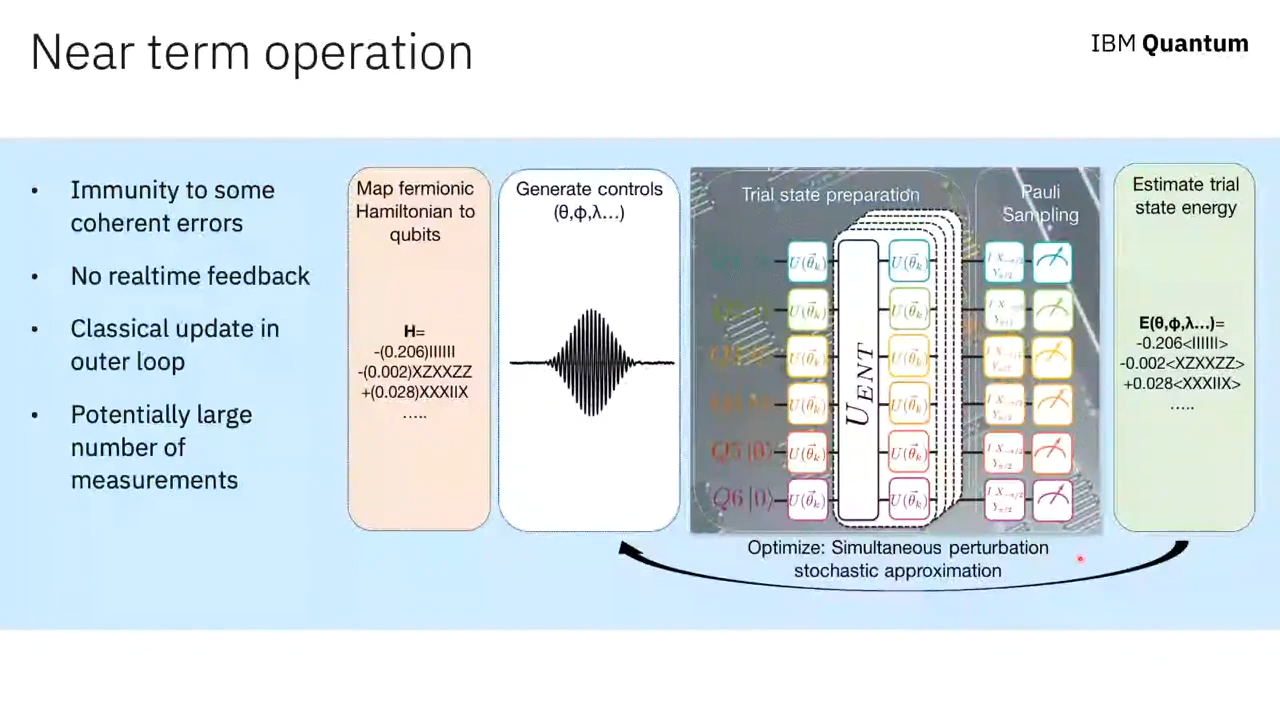 Near term operation
IBM Quantum
• Immunity to some
coherent errors
• No realtime feedback
• Classical update in
outer loop
• Potentially large
number of
measurements
Map fermionic
Hamiltonian to
qubits
H=
-(0.206)IIIIII
-(0.002)XZXXZZ
+(0.028)XXXIIX
.....
Generate controls
(θ,ϕ,λ…)
Trial state preparation
U(θ⃗ₖ) U(θ⃗ₖ)
U(θ⃗ₖ) U(θ⃗ₖ)
U(θ⃗ₖ) U(θ⃗ₖ)
U(θ⃗ₖ) U(θ⃗ₖ)
Q5 |0⟩ U(θ⃗ₖ) U(θ⃗ₖ)
Q6 |0⟩ U(θ⃗ₖ) U(θ⃗ₖ)
U_ENT
Pauli
Sampling
Estimate trial
state energy
E(θ,ϕ,λ…)=
-0.206<IIIIII>
-0.002<XZXXZZ>
+0.028<XXXIIX>
.....
Optimize: Simultaneous perturbation
stochastic approximation